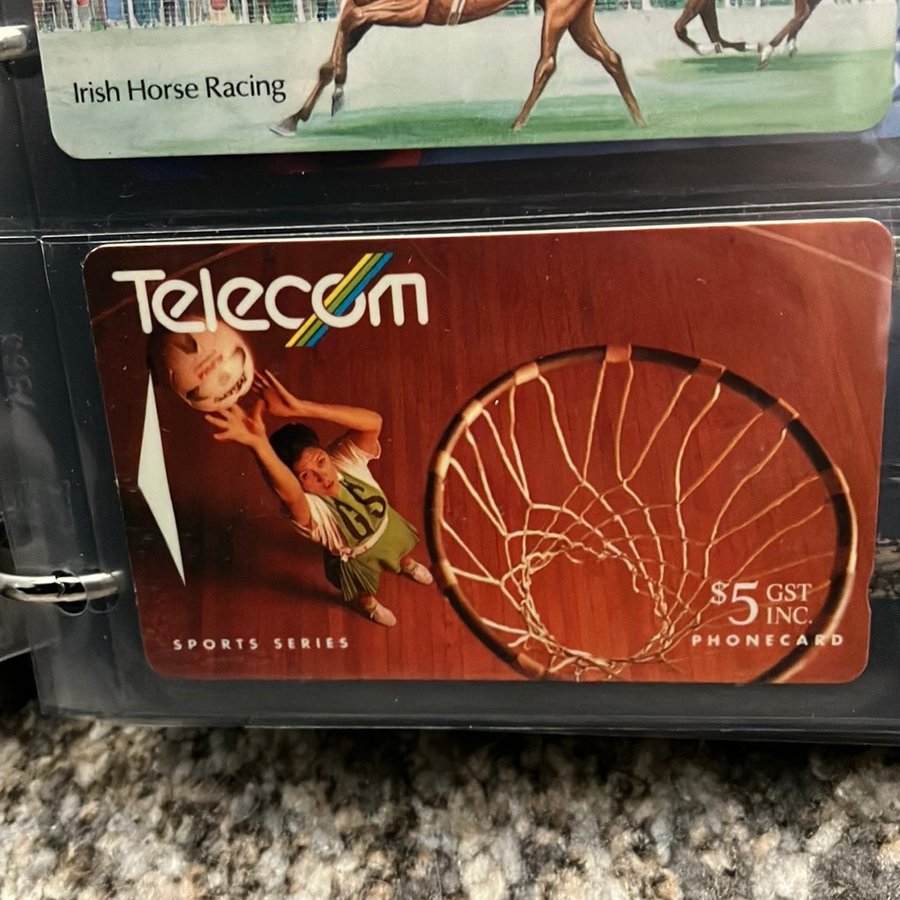 Irish Horse Racing
Telecom
GS
$5 GST
INC.
SPORTS SERIES
PHONECARD